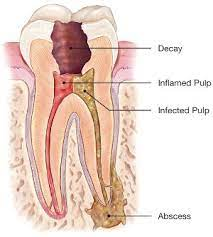 Decay
Inflamed Pulp
Infected Pulp
Abscess